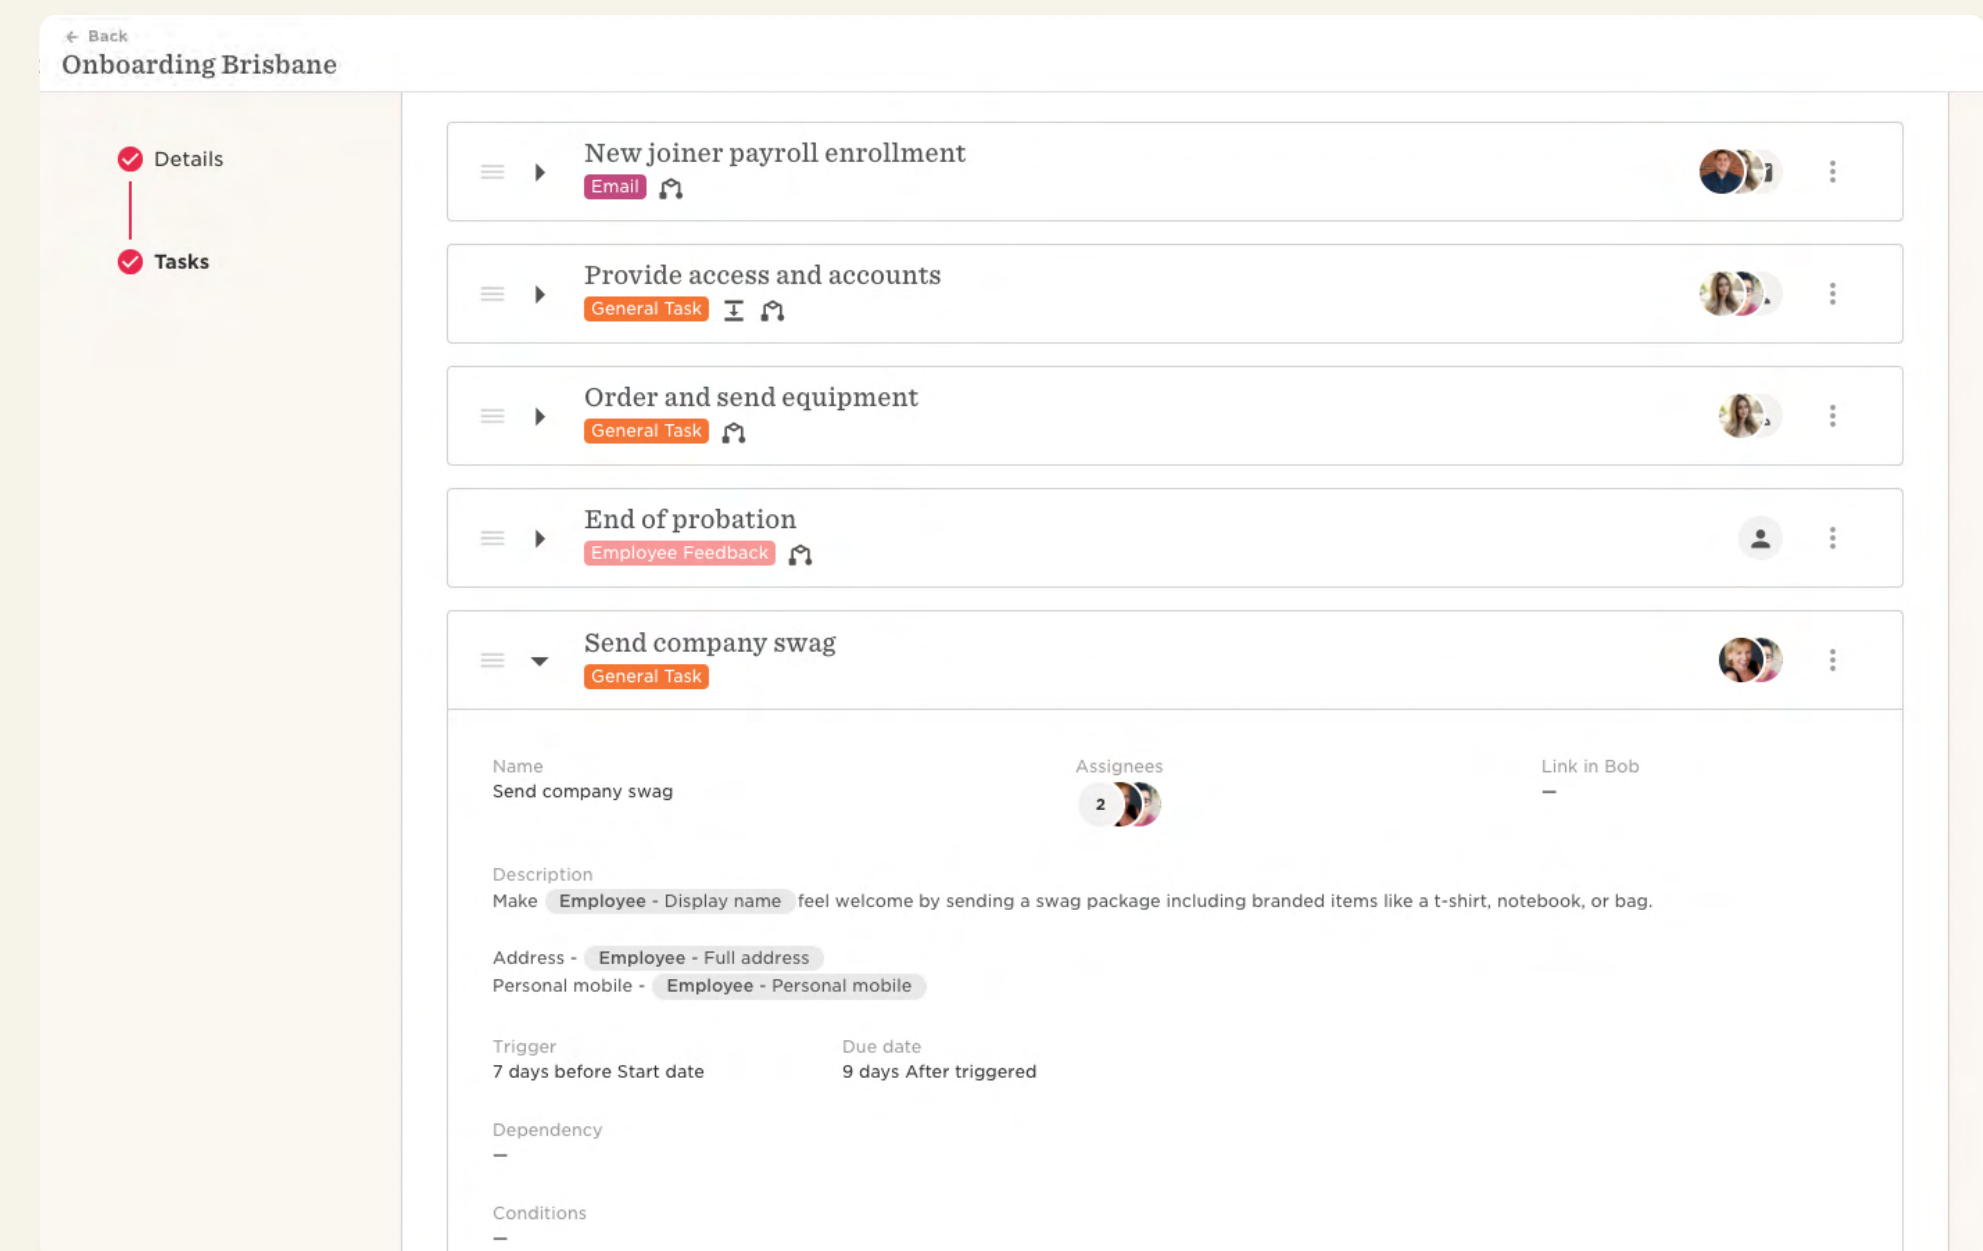 ← Back
Onboarding Brisbane
Details
Tasks
New joiner payroll enrollment
Email
Provide access and accounts
General Task
Order and send equipment
General Task
End of probation
Employee Feedback
Send company swag
General Task
Name
Send company swag
Assignees
2
Link in Bob
—
Description
Make Employee - Display name feel welcome by sending a swag package including branded items like a t-shirt, notebook, or bag.
Address - Employee - Full address
Personal mobile - Employee - Personal mobile
Trigger
7 days before Start date
Due date
9 days After triggered
Dependency
—
Conditions
—